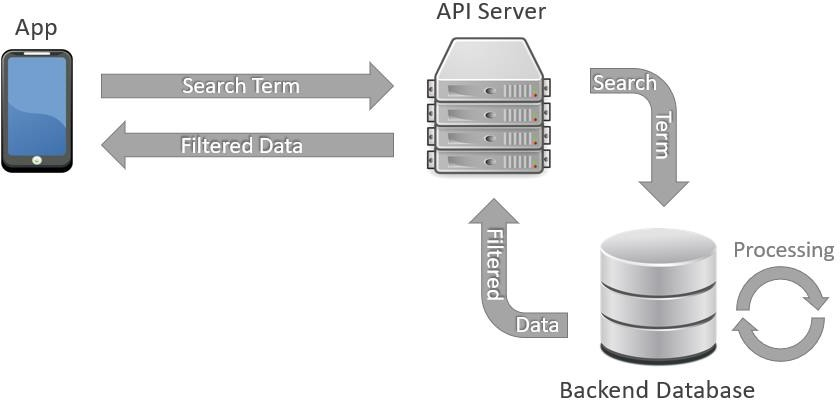 App
API Server
Search Term
Filtered Data
Search
Term
Filtered
Data
Processing
Backend Database